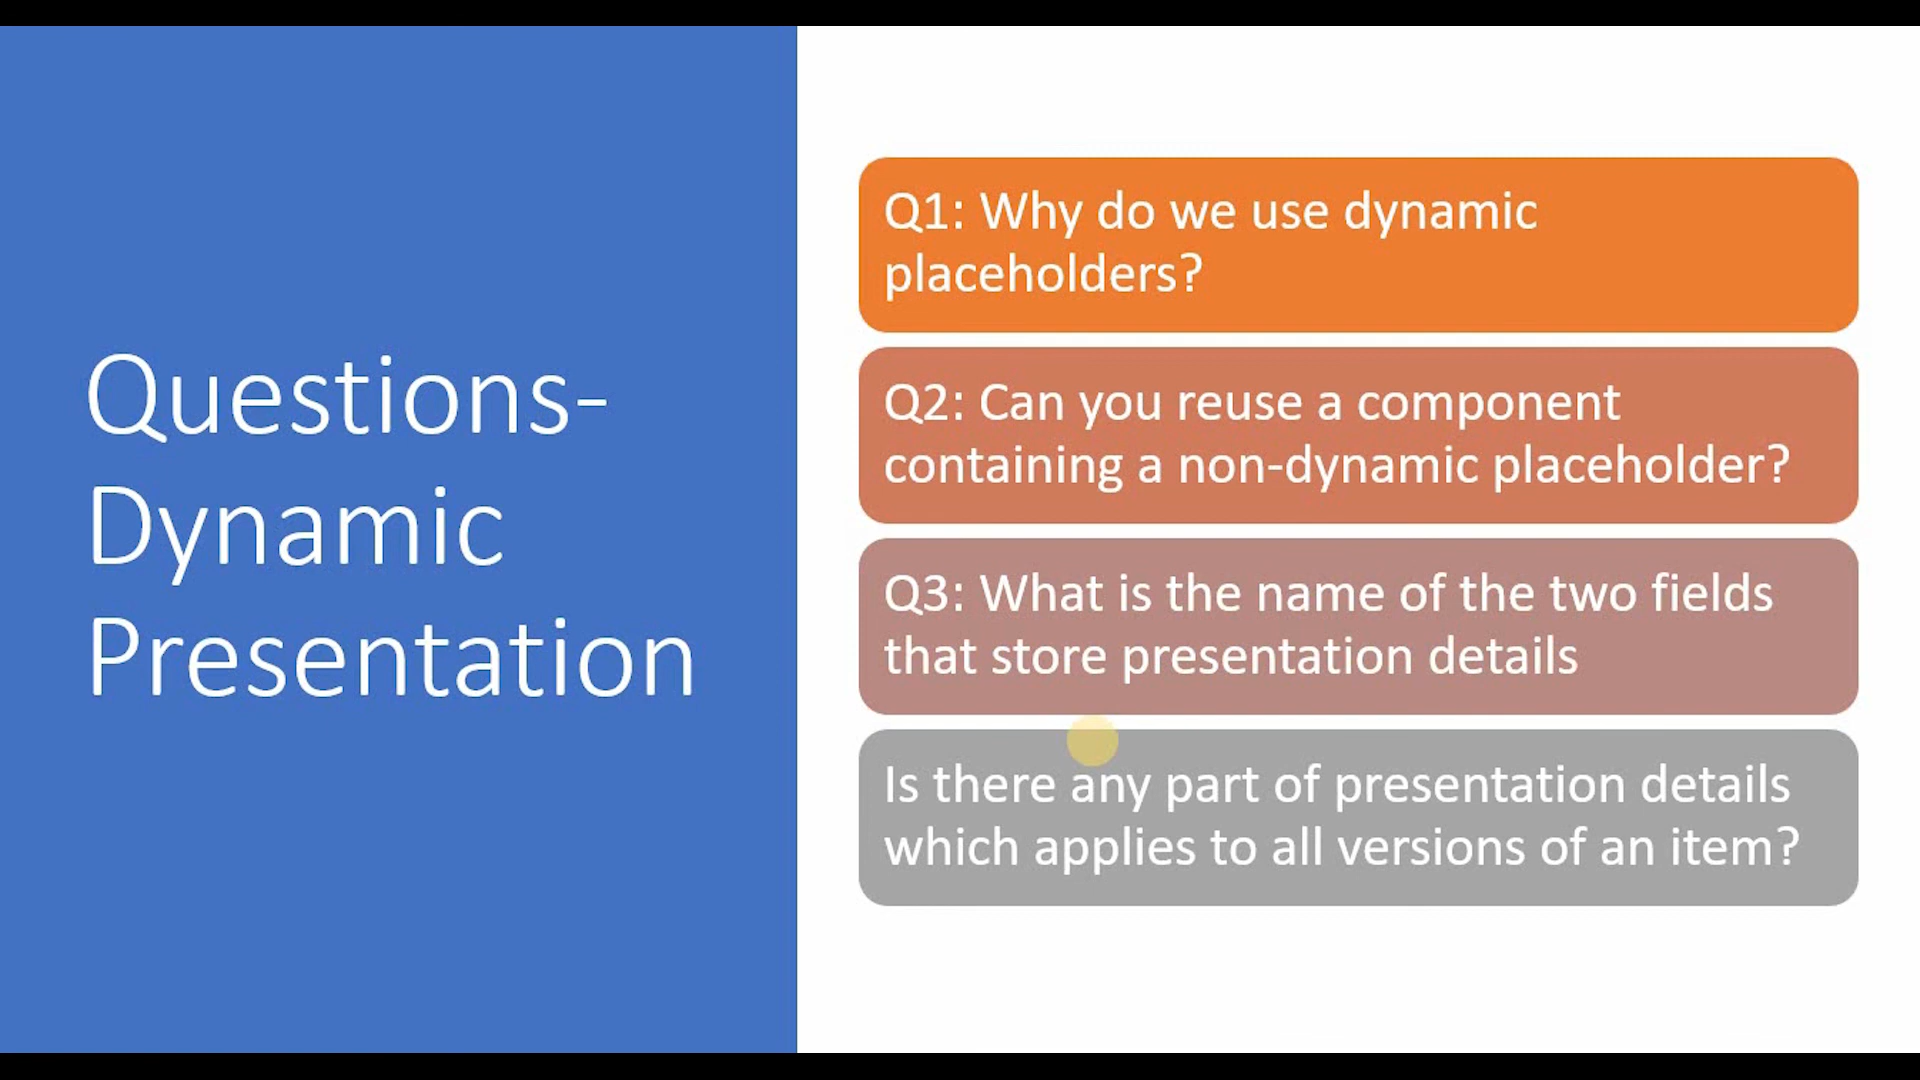 Questions-
Dynamic
Presentation
Q1: Why do we use dynamic
placeholders?
Q2: Can you reuse a component
containing a non-dynamic placeholder?
Q3: What is the name of the two fields
that store presentation details
Is there any part of presentation details
which applies to all versions of an item?